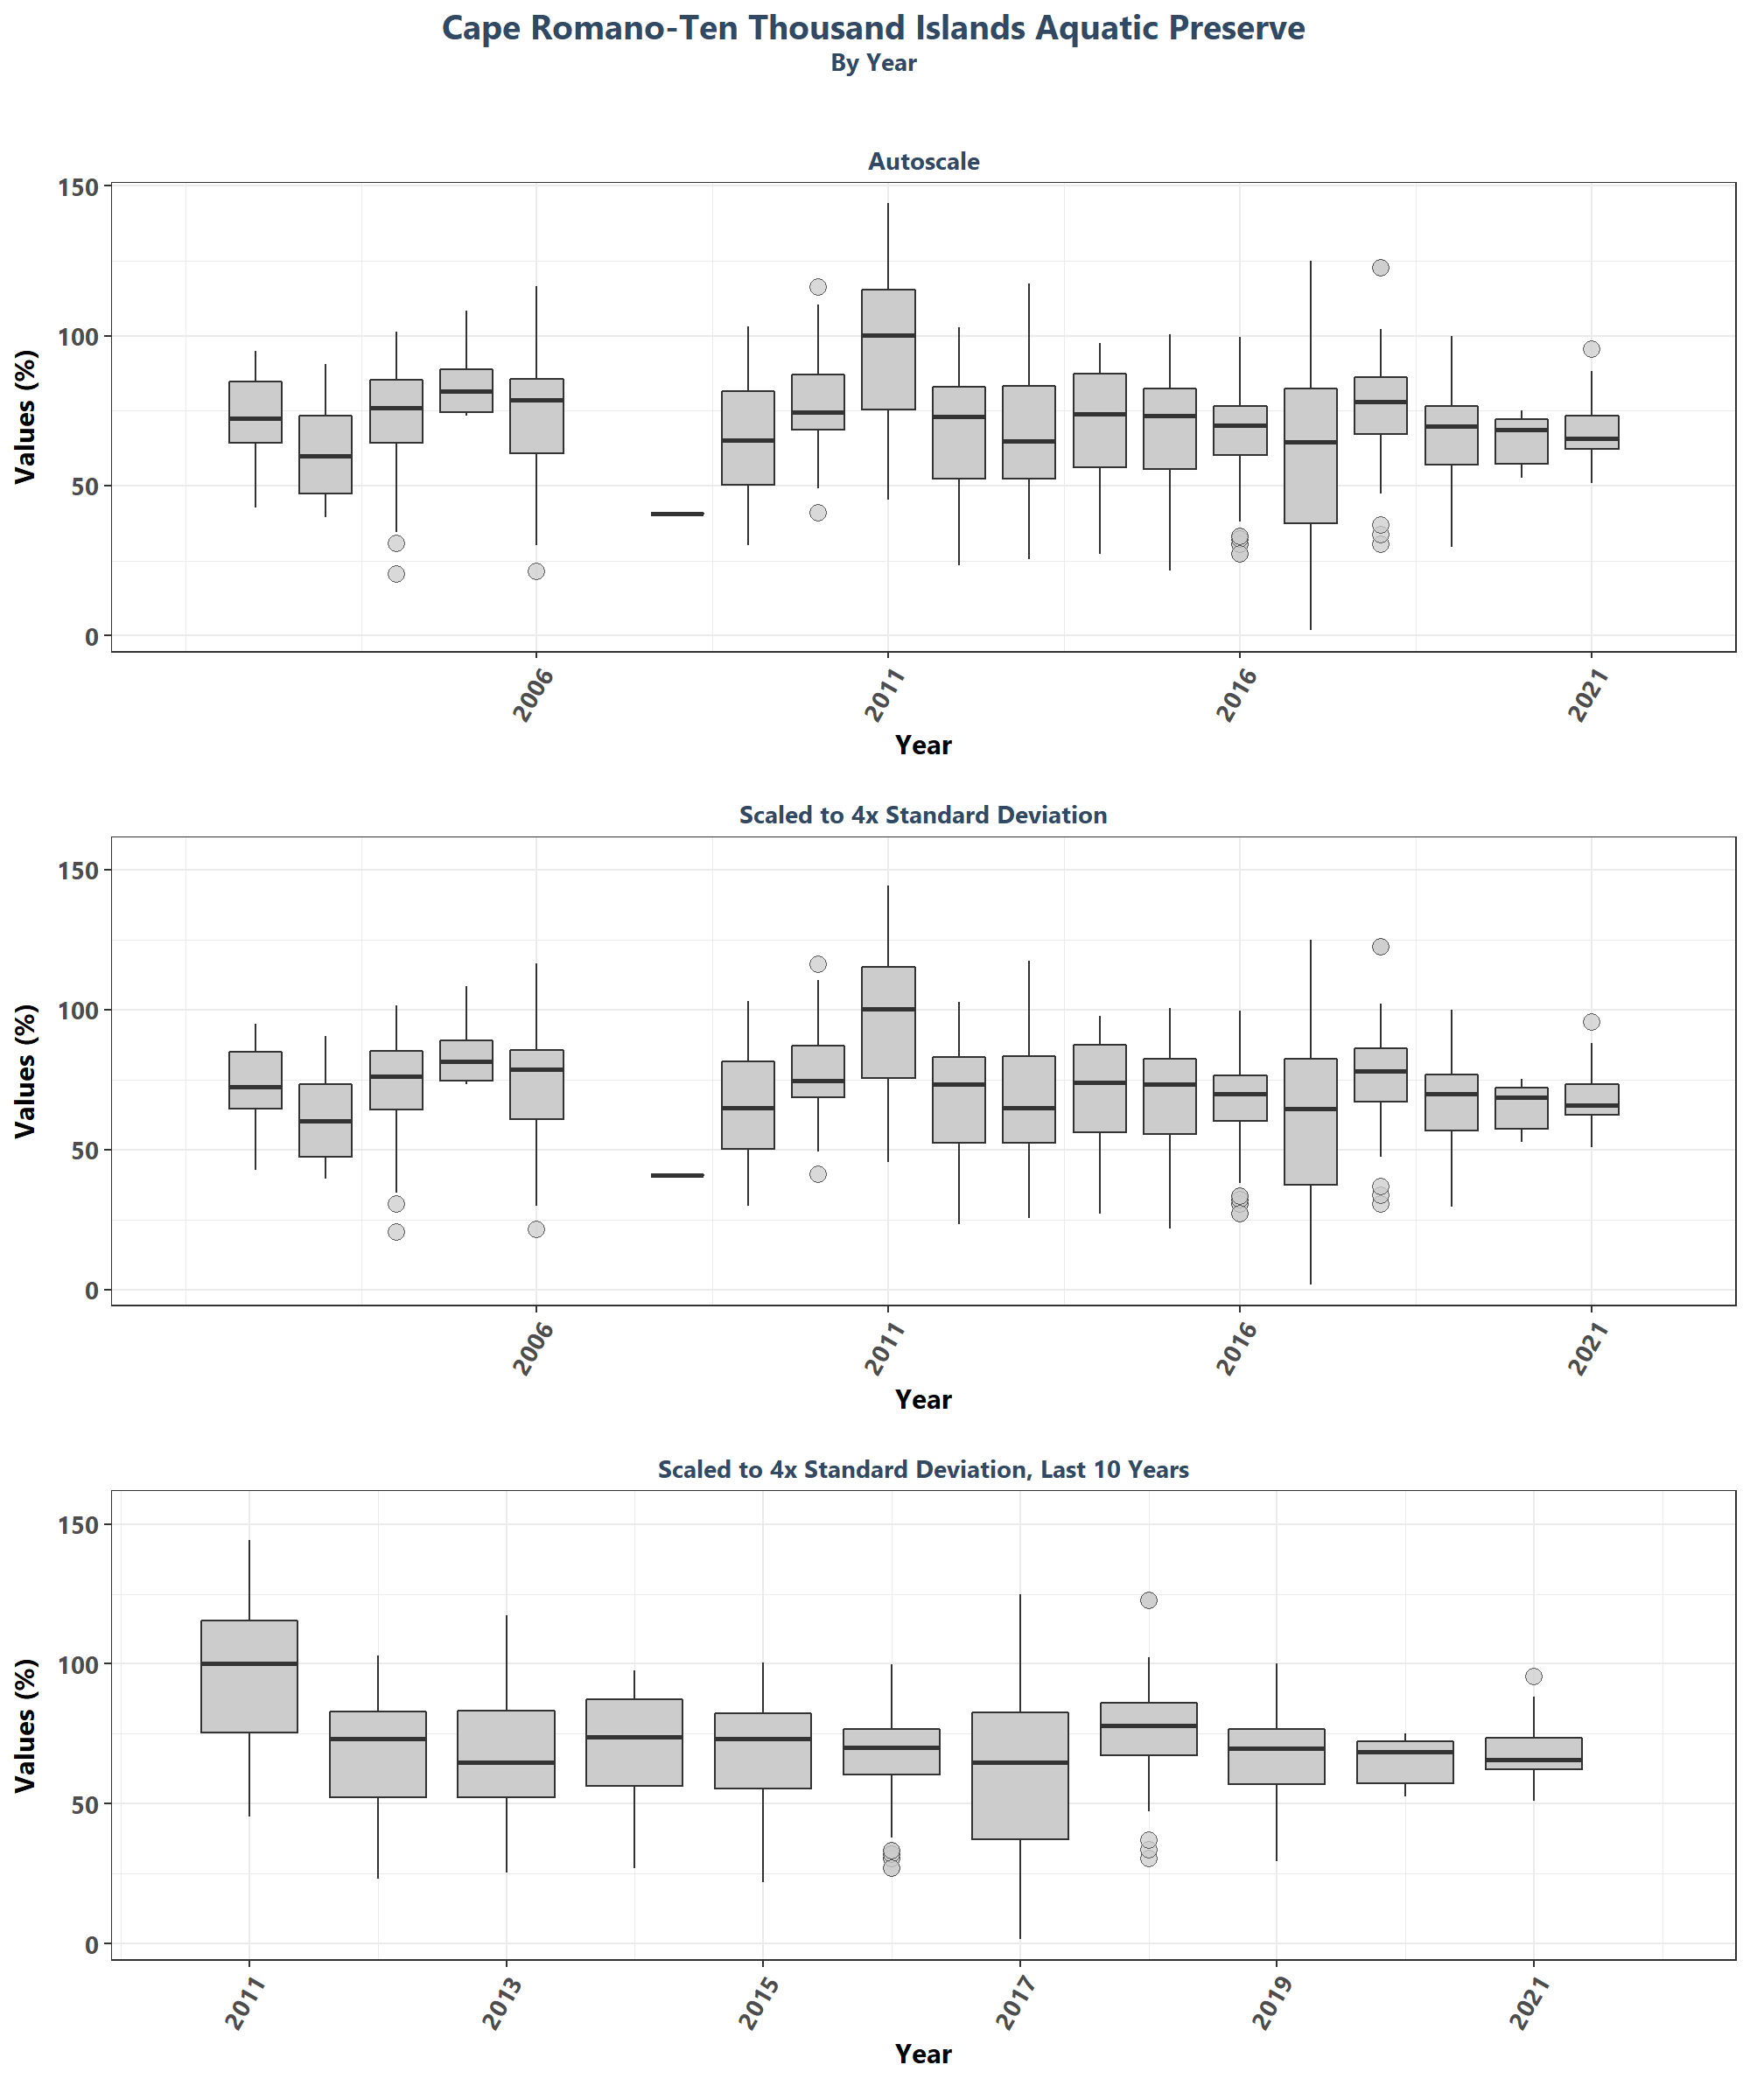 Cape Romano-Ten Thousand Islands Aquatic Preserve
By Year
Autoscale
Values (%)
150
100
50
0
2006
2011
2016
2021
Year
Scaled to 4x Standard Deviation
Values (%)
150
100
50
0
2006
2011
2016
2021
Year
Scaled to 4x Standard Deviation, Last 10 Years
Values (%)
150
100
50
0
2011
2013
2015
2017
2019
2021
Year